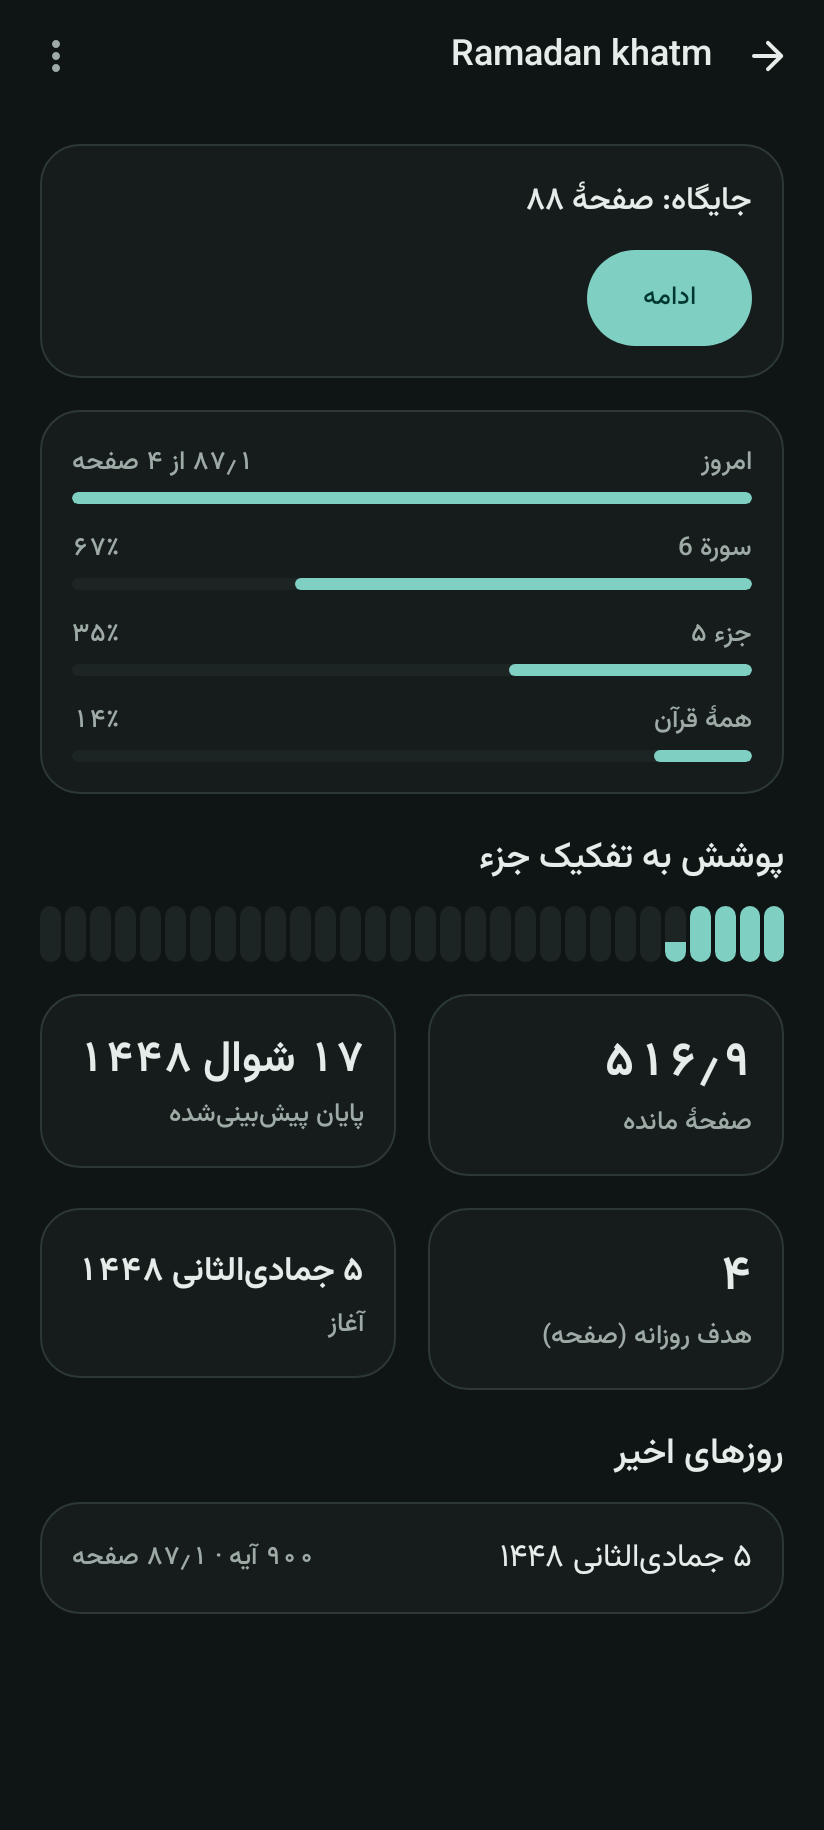 Ramadan khatm
جایگاه: صفحهٔ ۸۸
ادامه
امروز
۸۷٫۱ از ۴ صفحه
سورة 6
۶۷٪
جزء ۵
۳۵٪
همهٔ قرآن
۱۴٪
پوشش به تفکیک جزء
۵۱۶٫۹
صفحهٔ مانده
۱۷ شوال ۱۴۴۸
پایان پیش‌بینی‌شده
۴
هدف روزانه (صفحه)
۵ جمادی‌الثانی ۱۴۴۸
آغاز
روزهای اخیر
۵ جمادی‌الثانی ۱۴۴۸
۹۰۰ آیه · ۸۷٫۱ صفحه